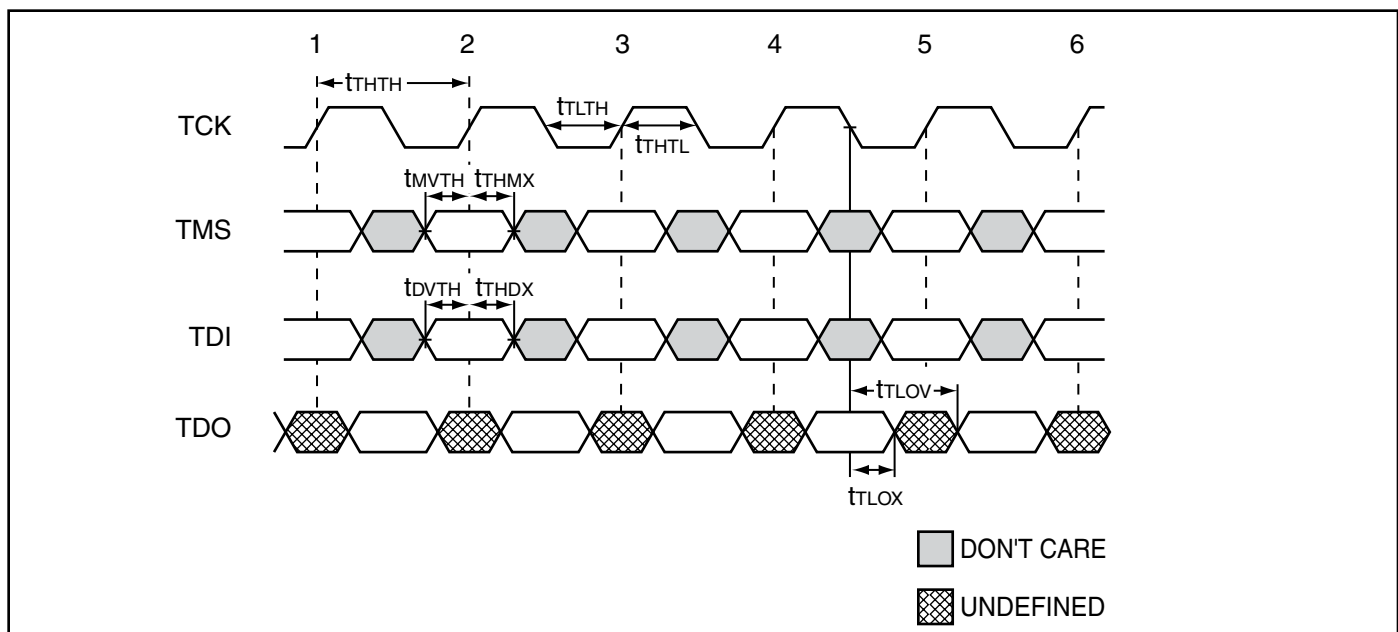 1 2 3 4 5 6
tTHTH
TCK
tTLTH
tTHTL
tMVTH tTHMX
TMS
tDVTH tTHDX
TDI
tTLOV
TDO
tTLOX
DON'T CARE
UNDEFINED